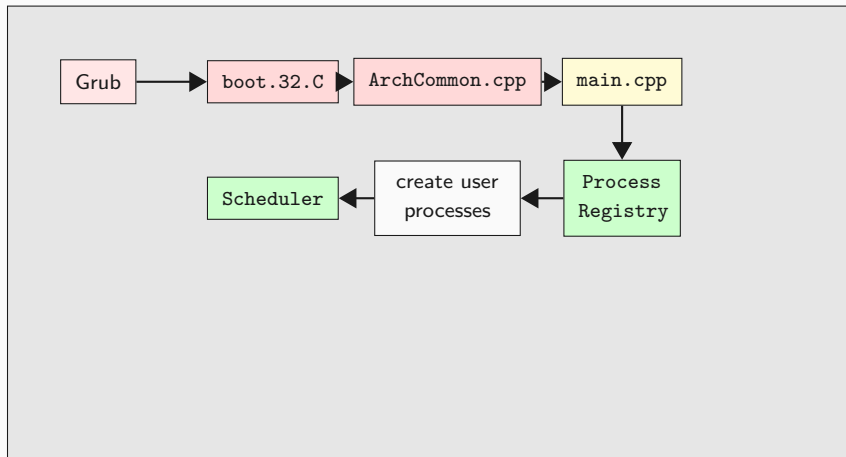 Grub
boot.32.C
ArchCommon.cpp
main.cpp
Scheduler
create user
processes
Process
Registry